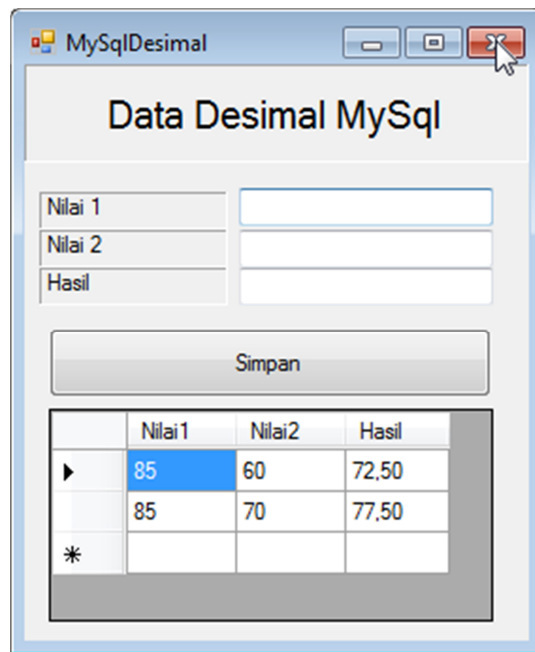 MySqlDesimal
Data Desimal MySql
Nilai 1
Nilai 2
Hasil
Simpan
Nilai1 Nilai2 Hasil
85 60 72,50
85 70 77,50